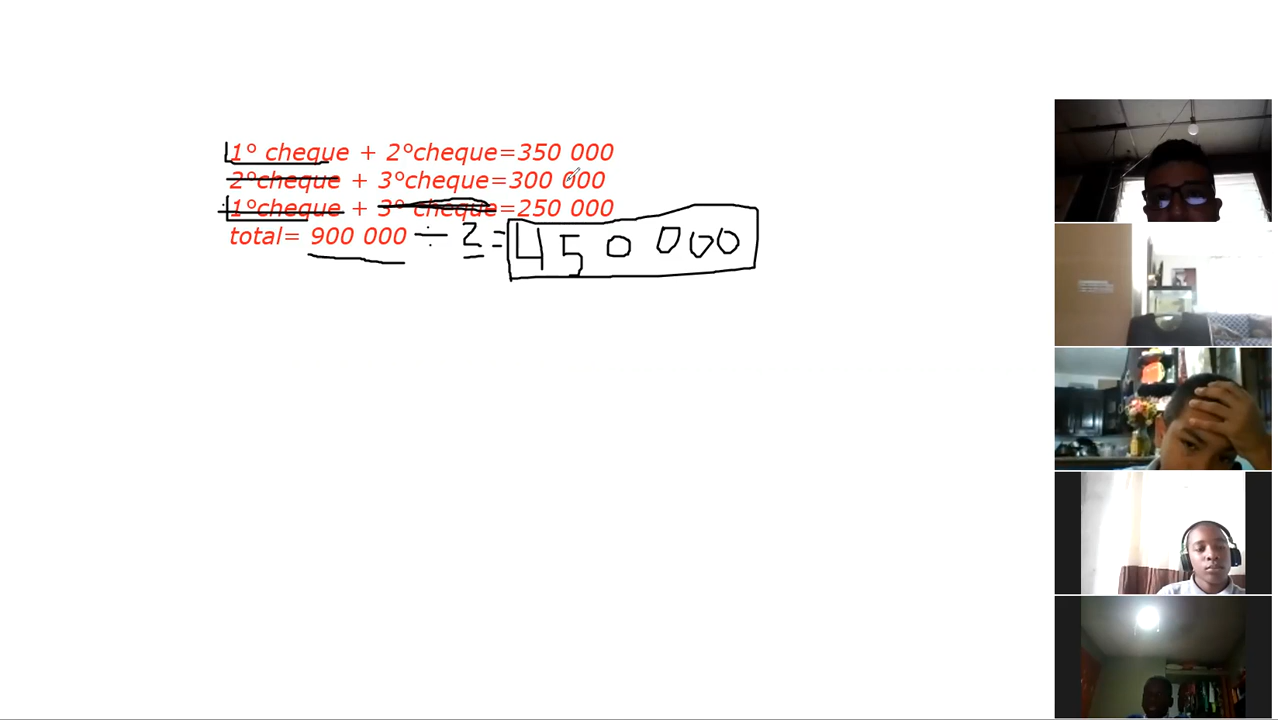 1° cheque + 2°cheque=350 000
2°cheque + 3°cheque=300 000
1°cheque + 3° cheque=250 000
total= 900 000 ÷ 2 = 450 000